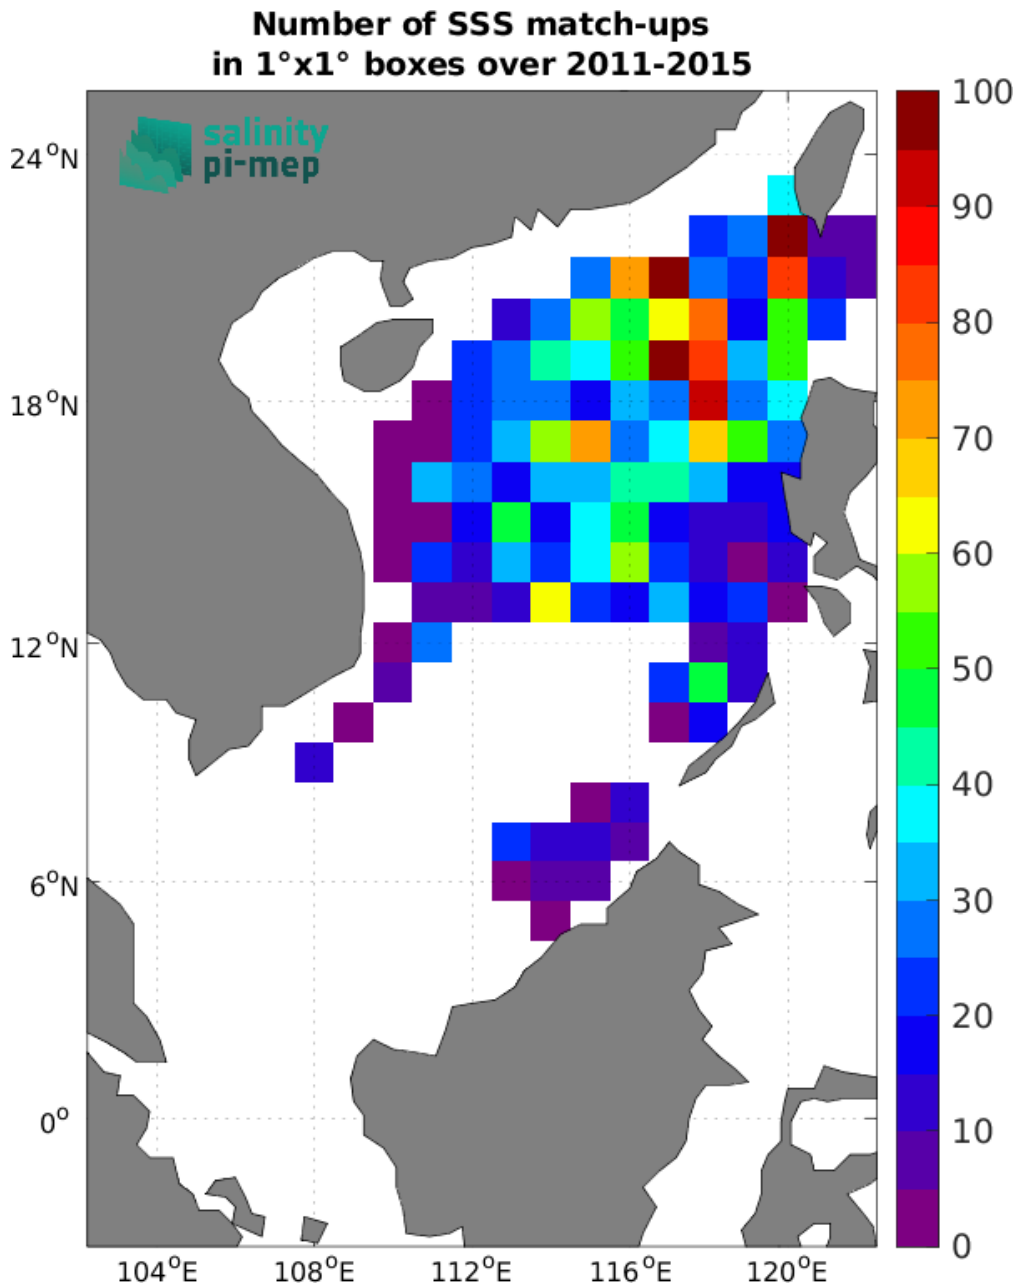 Number of SSS match-ups
in 1°x1° boxes over 2011-2015
salinity
pi-mep
24°N
18°N
12°N
6°N
0°
104°E
108°E
112°E
116°E
120°E
100
90
80
70
60
50
40
30
20
10
0